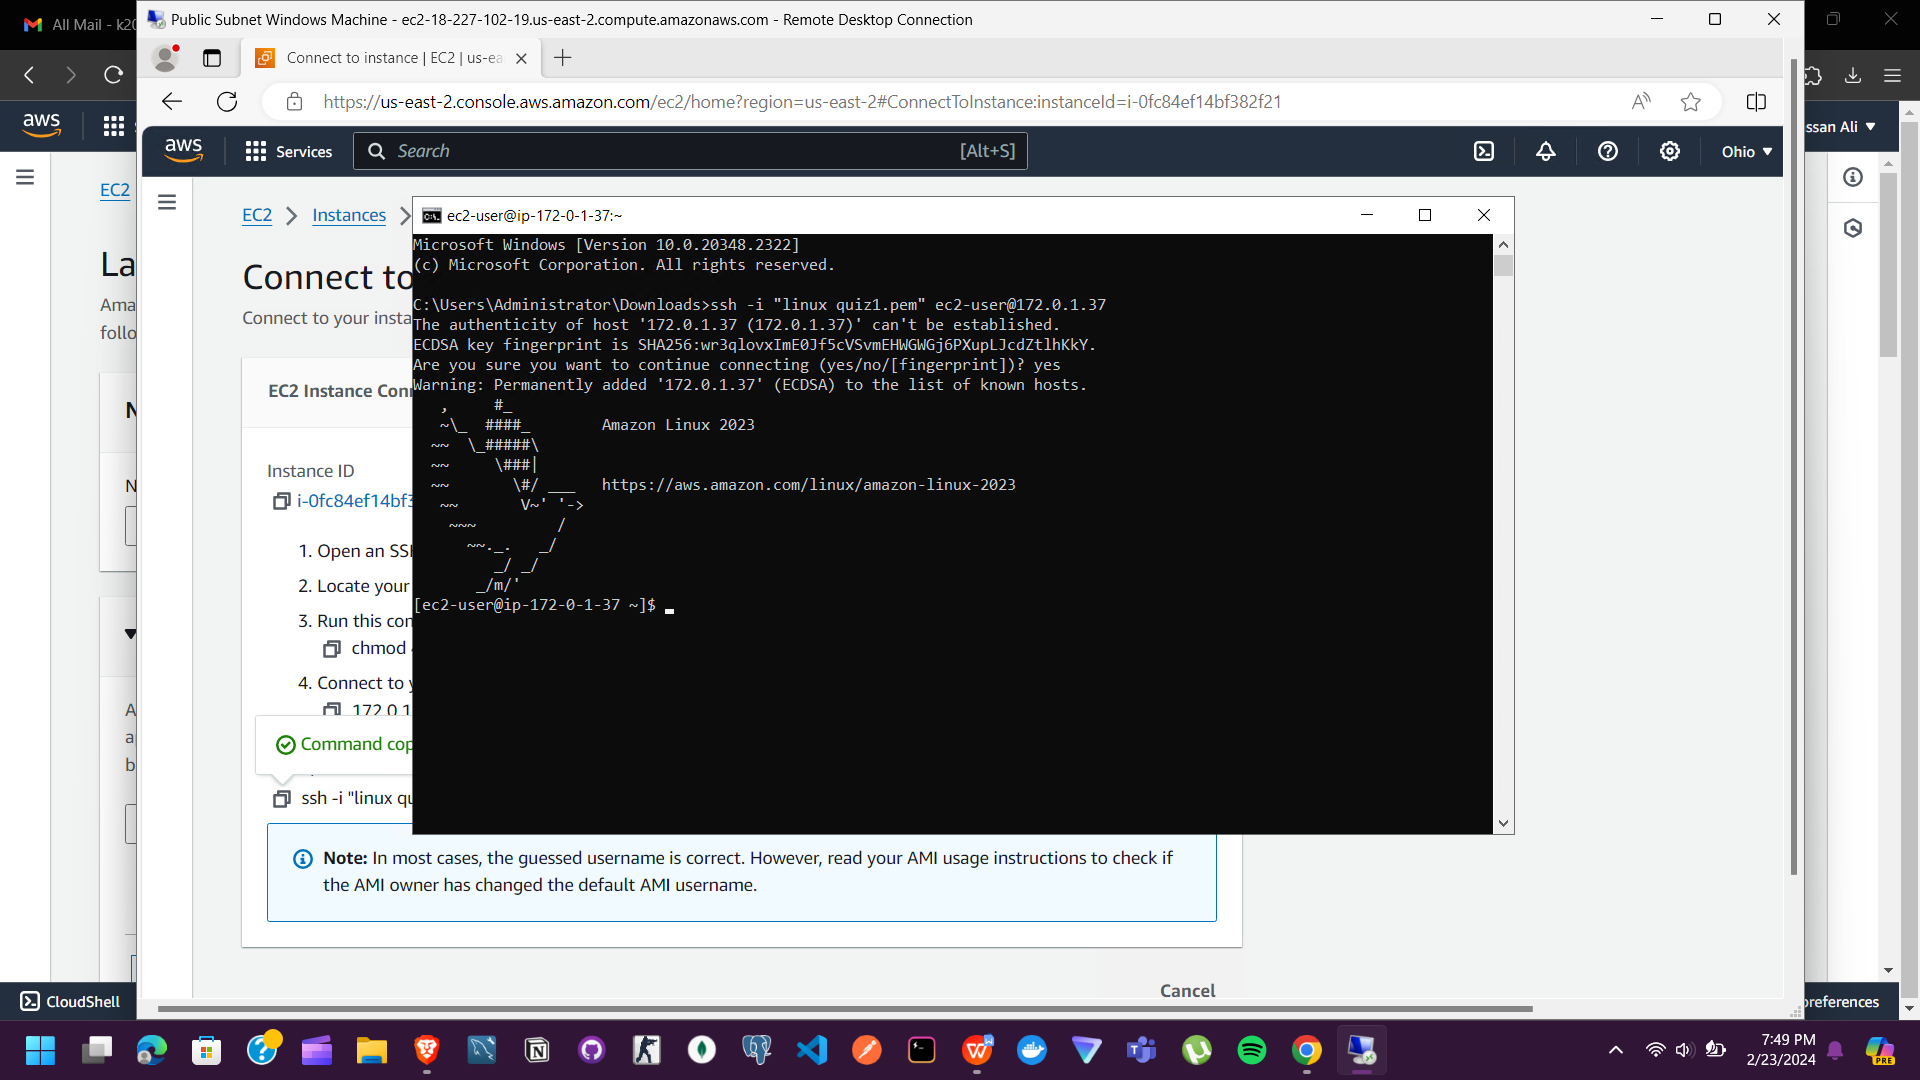 All Mail - k20
Public Subnet Windows Machine - ec2-18-227-102-19.us-east-2.compute.amazonaws.com - Remote Desktop Connection
Connect to instance | EC2 | us-ea
https://us-east-2.console.aws.amazon.com/ec2/home?region=us-east-2#ConnectToInstance:instanceId=i-0fc84ef14bf382f21
aws
aws
Services
Search
[Alt+S]
Ohio
ssan Ali
EC2
La
Ama
follo
N
N
A
a
b
EC2
Instances
Connect to
Connect to your insta
EC2 Instance Conn
Instance ID
i-0fc84ef14bf3
1. Open an SSH
2. Locate your
3. Run this com
chmod
4. Connect to y
172.0.1
Command cop
ssh -i "linux qu
Note: In most cases, the guessed username is correct. However, read your AMI usage instructions to check if
the AMI owner has changed the default AMI username.
Cancel
ec2-user@ip-172-0-1-37:~
Microsoft Windows [Version 10.0.20348.2322]
(c) Microsoft Corporation. All rights reserved.
C:\Users\Administrator\Downloads>ssh -i "linux quiz1.pem" ec2-user@172.0.1.37
The authenticity of host '172.0.1.37 (172.0.1.37)' can't be established.
ECDSA key fingerprint is SHA256:wr3qlovxImE0Jf5cVSvmEHWGWGj6PXupLJcdZtlhKkY.
Are you sure you want to continue connecting (yes/no/[fingerprint])? yes
Warning: Permanently added '172.0.1.37' (ECDSA) to the list of known hosts.
   ,     #_
   ~\_  ####_        Amazon Linux 2023
  ~~  \_#####\
  ~~     \###|
  ~~       \#/ ___   https://aws.amazon.com/linux/amazon-linux-2023
   ~~       V~' '->
    ~~~         /
      ~~._.   _/
         _/ _/
       _/m/'
[ec2-user@ip-172-0-1-37 ~]$
CloudShell
preferences
7:49 PM
2/23/2024
PRE